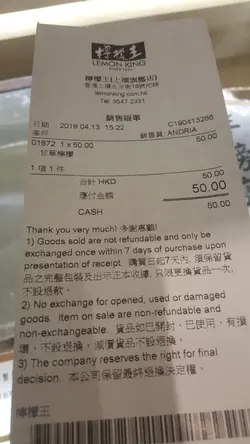 檸檬王
LEMON KING
檸檬王(上環旗艦店)
lemonking.com.hk
Tel. 3547 2331
銷售賬單
日期 2019.04.13 15:22 C190413266
客件 銷售員: ANDRIA
01872 1 x 50.00 50.00
甘草檸檬
1 項 1 件
合計 HKD 50.00
應付金額 50.00
CASH 50.00
Thank you very much! 多謝惠顧!
1) Goods sold are not refundable and only be
exchanged once within 7 days of purchase upon
presentation of receipt. 購買日起7天內,須保留貨
品之完整包裝及出示正本收據,只限更換貨品一次,
不設退款。
2) No exchange for opened, used or damaged
goods. Item on sale are non-refundable and
non-exchangeable. 貨品如已開封,已使用,有損
壞,不設退換,減價貨品不設退換。
3) The company reserves the right for final
decision. 本公司保留最終退換決定權。
檸檬王